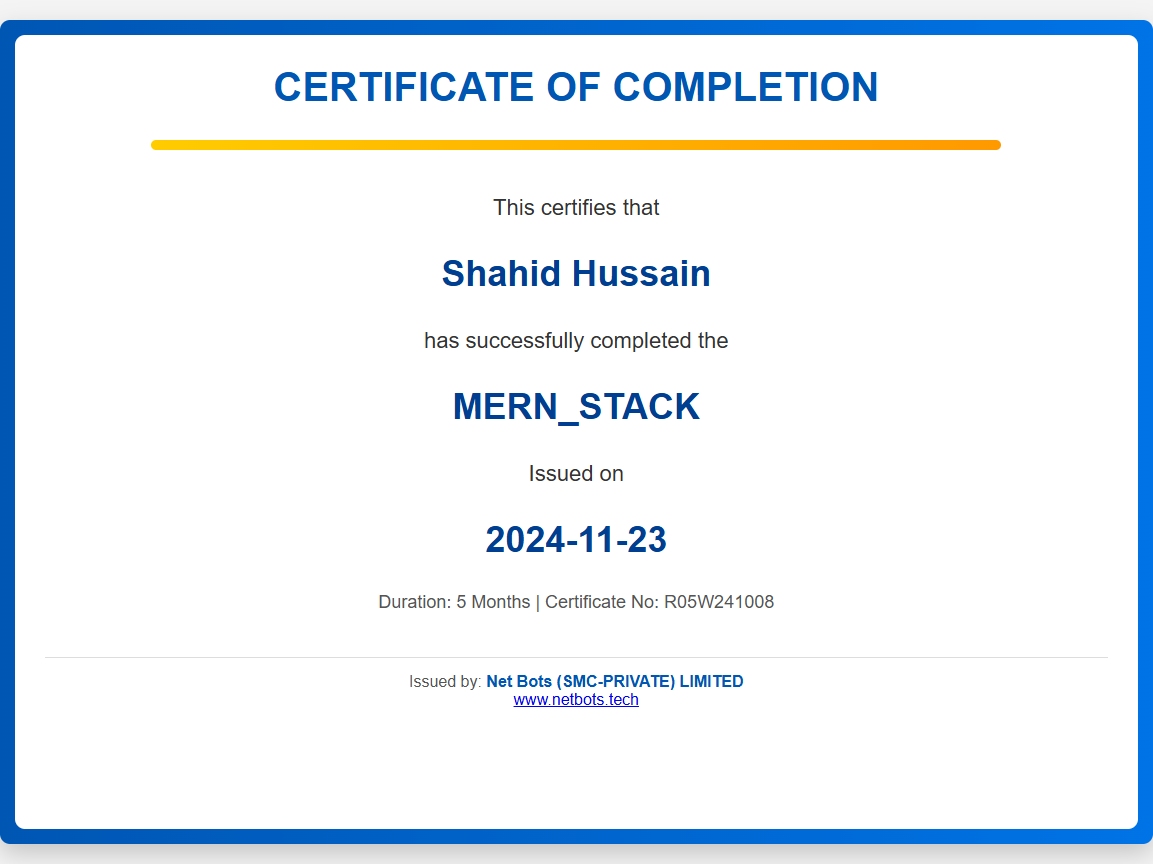 CERTIFICATE OF COMPLETION
This certifies that
Shahid Hussain
has successfully completed the
MERN_STACK
Issued on
2024-11-23
Duration: 5 Months | Certificate No: R05W241008
Issued by: Net Bots (SMC-PRIVATE) LIMITED
www.netbots.tech